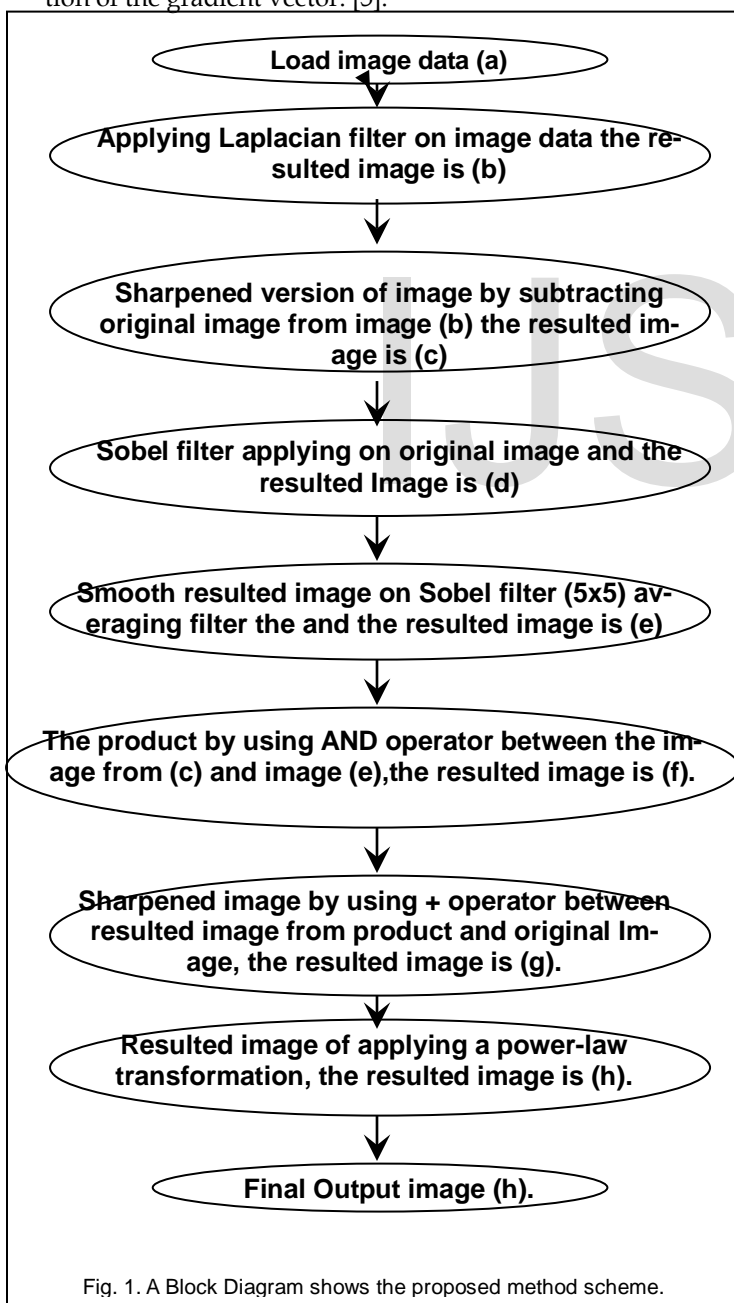 tion of the gradient vector. [5].
Load image data (a)
Applying Laplacian filter on image data the re-
sulted image is (b)
Sharpened version of image by subtracting
original image from image (b) the resulted im-
age is (c)
Sobel filter applying on original image and the
resulted Image is (d)
Smooth resulted image on Sobel filter (5x5) av-
eraging filter the and the resulted image is (e)
The product by using AND operator between the im-
age from (c) and image (e),the resulted image is (f).
Sharpened image by using + operator between
resulted image from product and original Im-
age, the resulted image is (g).
Resulted image of applying a power-law
transformation, the resulted image is (h).
Final Output image (h).
Fig. 1. A Block Diagram shows the proposed method scheme.
IJS